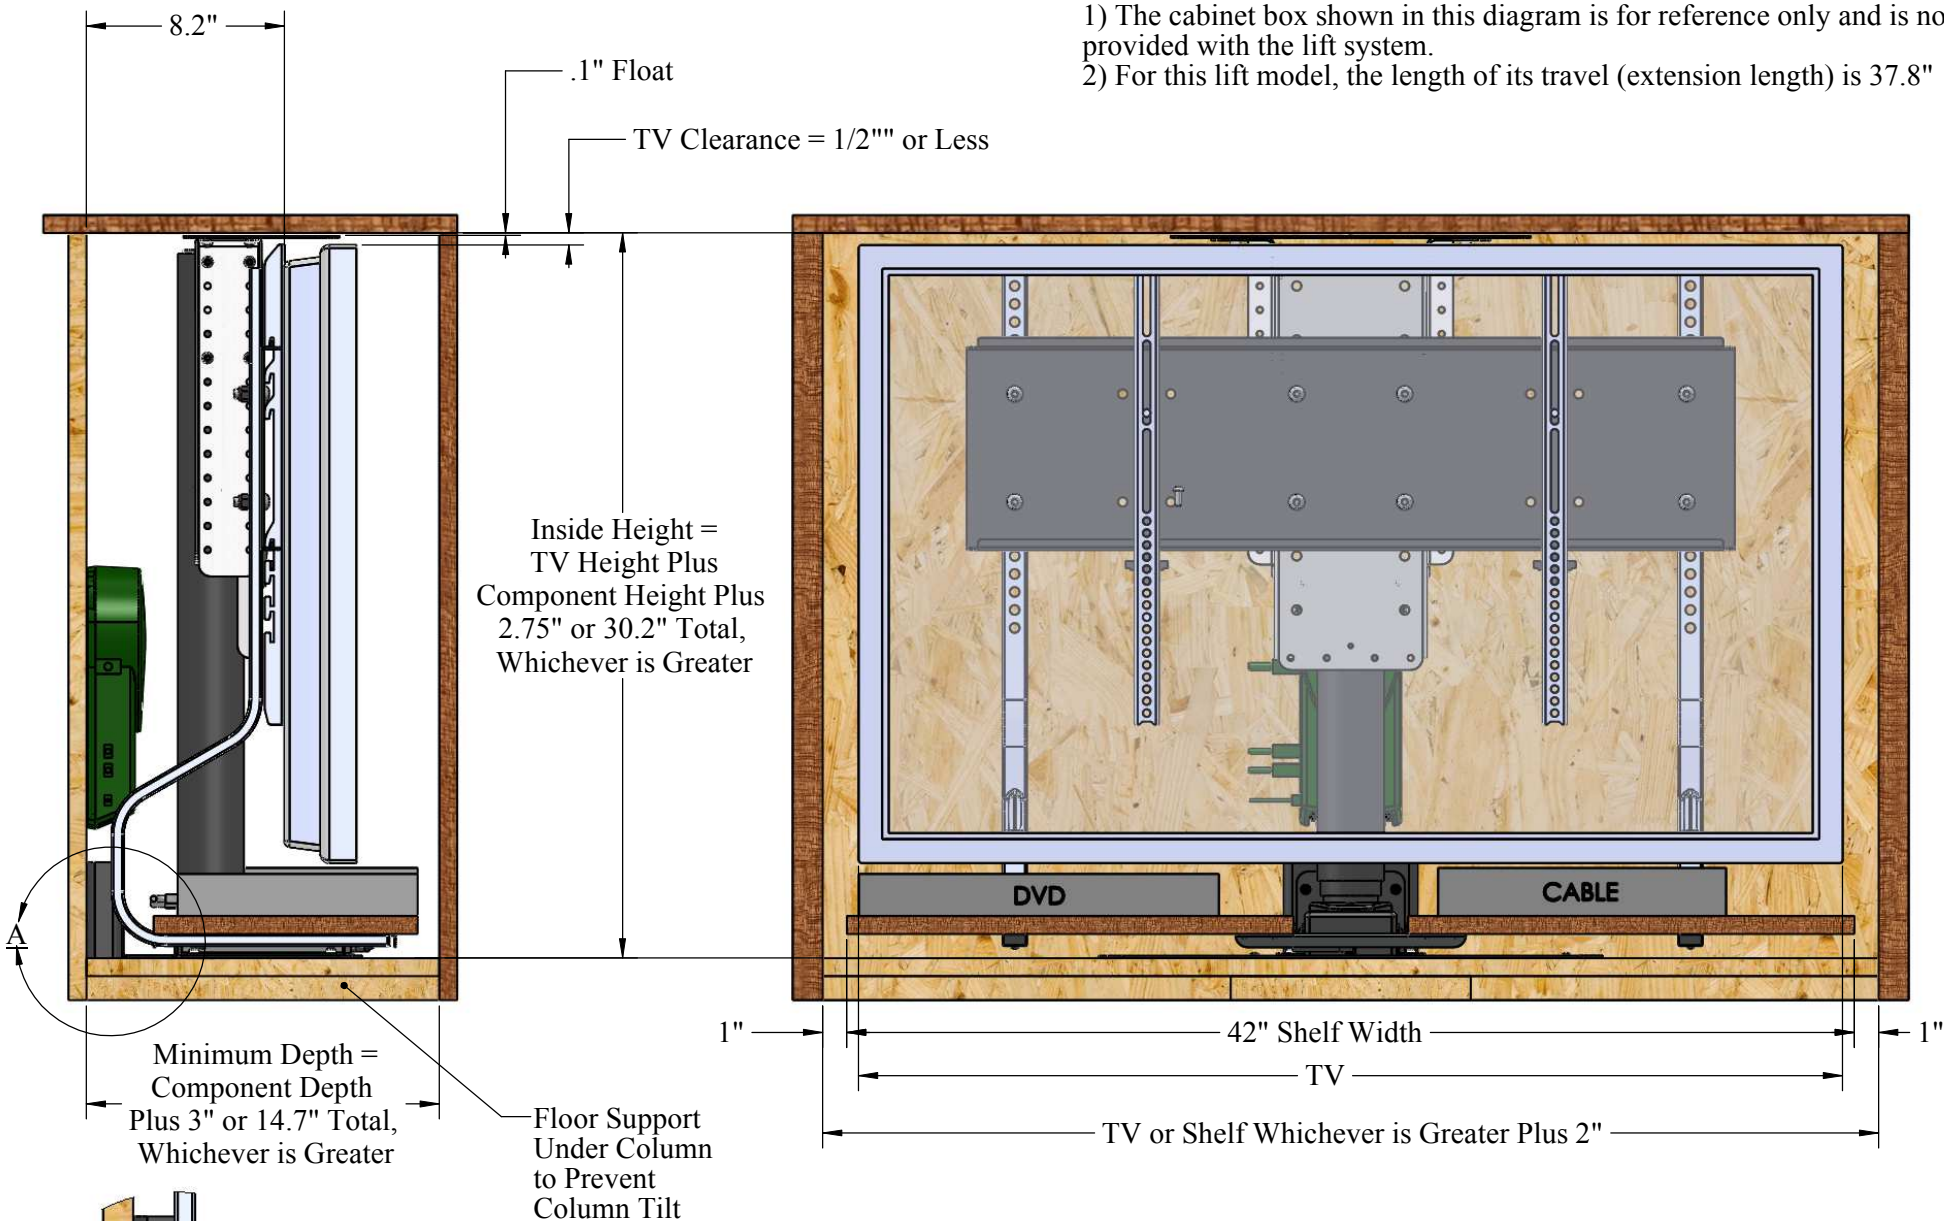 8.2"
1) The cabinet box shown in this diagram is for reference only and is no
provided with the lift system.
2) For this lift model, the length of its travel (extension length) is 37.8"
.1" Float
TV Clearance = 1/2"" or Less
Inside Height =
TV Height Plus
Component Height Plus
2.75" or 30.2" Total,
Whichever is Greater
DVD
CABLE
A
1"
42" Shelf Width
1"
TV
TV or Shelf Whichever is Greater Plus 2"
Minimum Depth =
Component Depth
Plus 3" or 14.7" Total,
Whichever is Greater
Floor Support
Under Column
to Prevent
Column Tilt